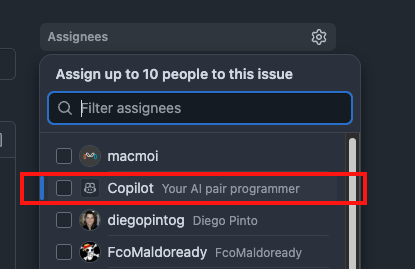 Assignees
Assign up to 10 people to this issue
Filter assignees
macmoi
Copilot Your AI pair programmer
diegopintog Diego Pinto
FcoMaldoready FcoMaldoready